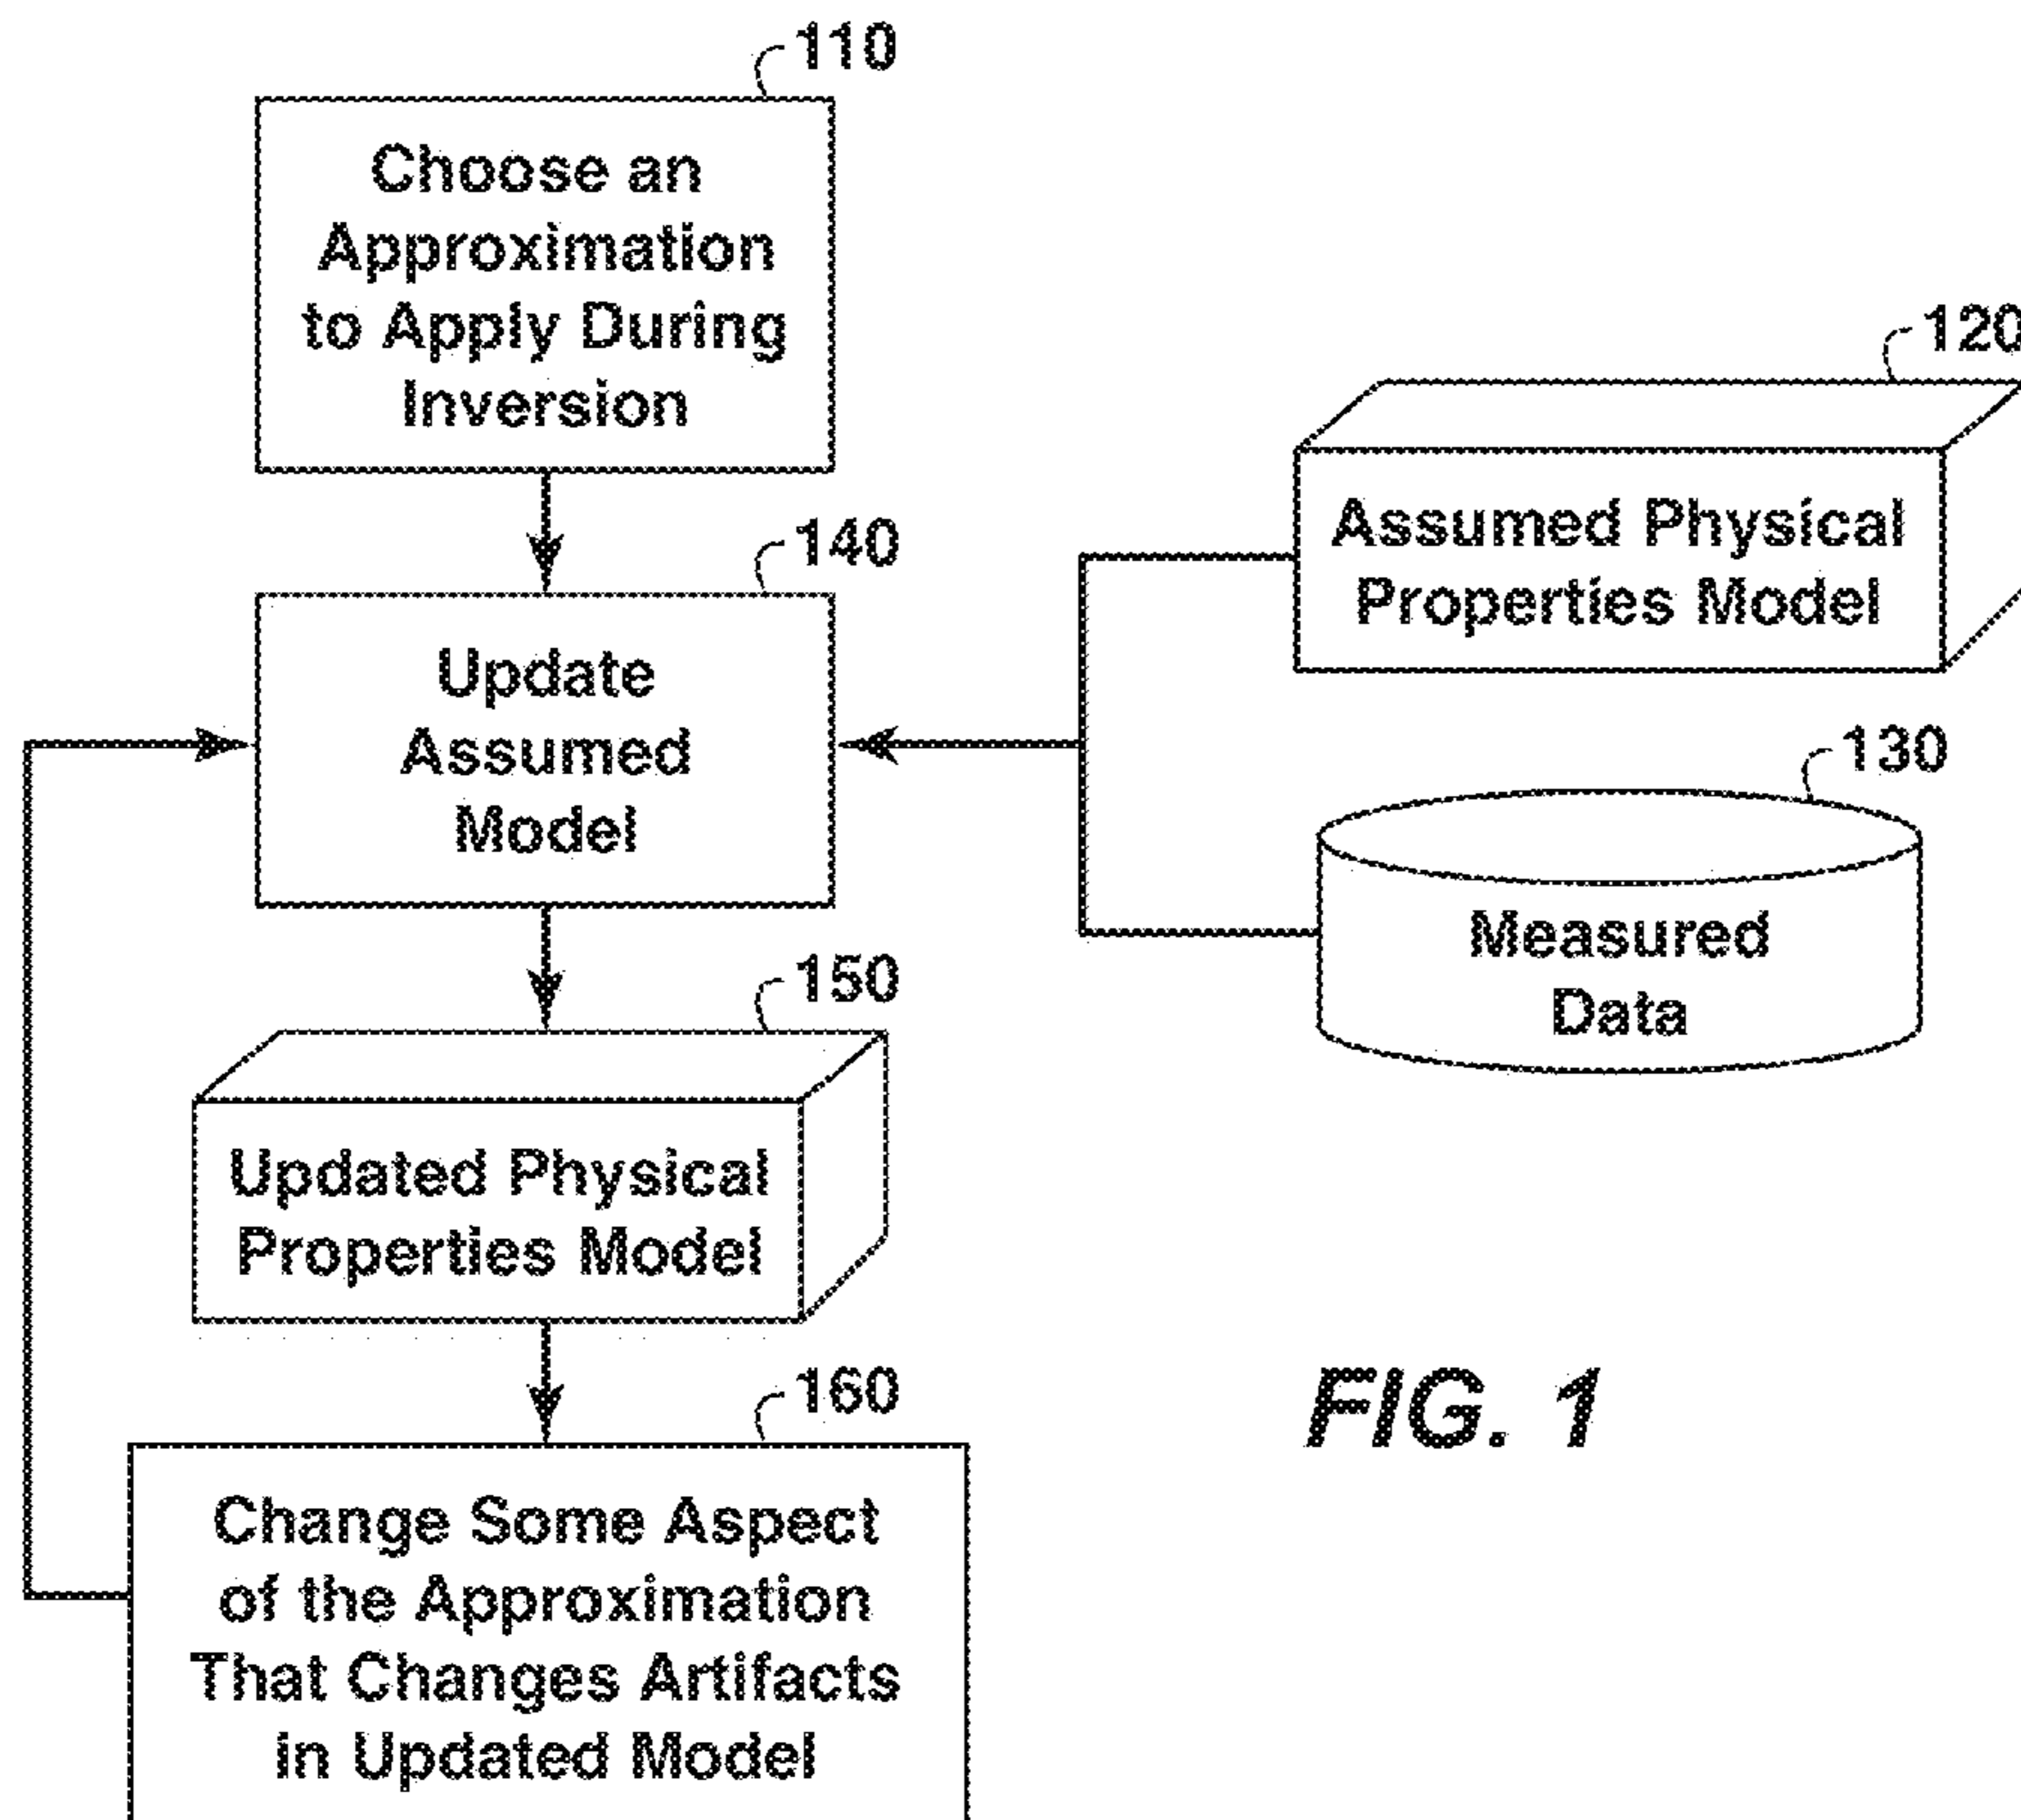 110
Choose an
Approximation
to Apply During
Inversion
120
Assumed Physical
Properties Model
140
Update
Assumed
Model
130
Measured
Data
150
Updated Physical
Properties Model
160
Change Some Aspect
of the Approximation
That Changes Artifacts
in Updated Model
FIG. 1